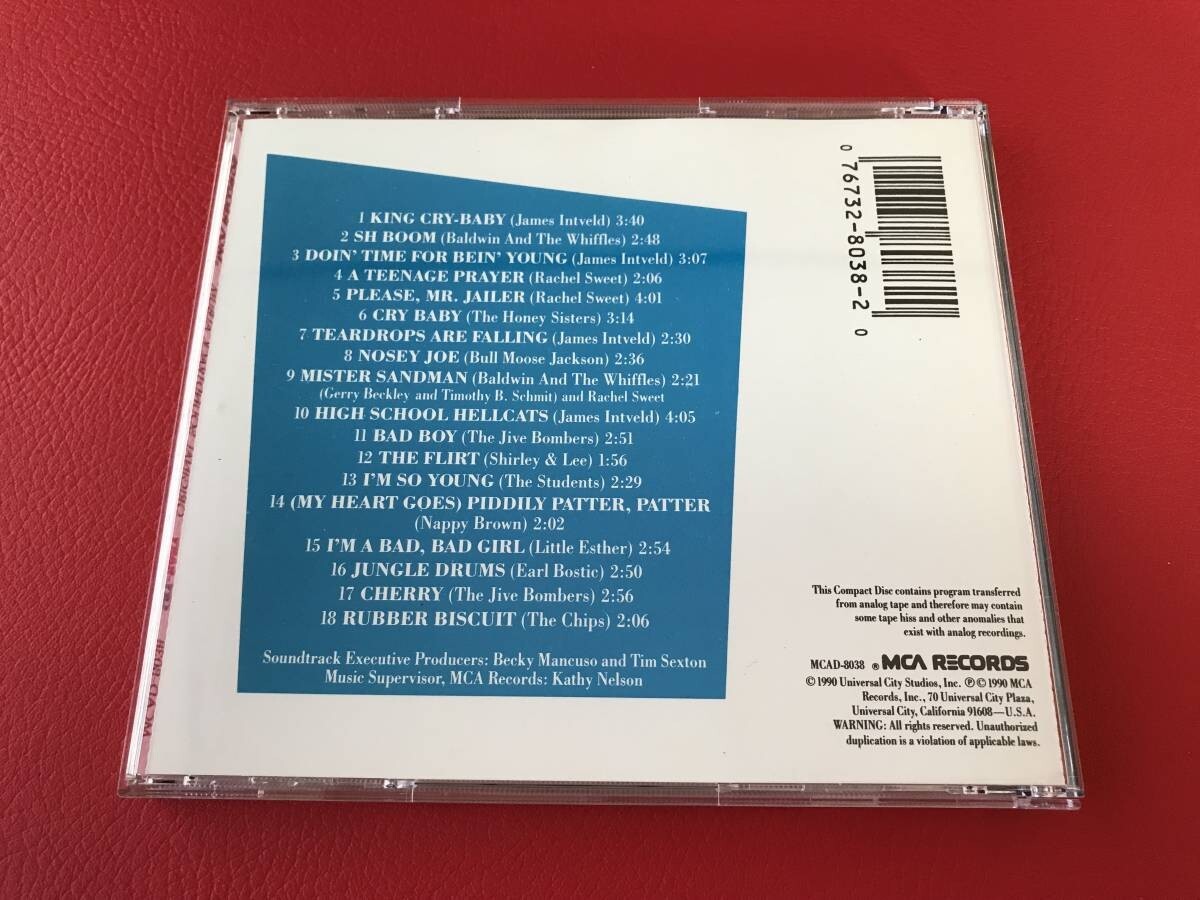 1 KING CRY-BABY (James Intveld) 3:40
2 SH BOOM (Baldwin And The Whiffles) 2:48
3 DOIN' TIME FOR BEIN' YOUNG (James Intveld) 3:07
4 A TEENAGE PRAYER (Rachel Sweet) 2:06
5 PLEASE, MR. JAILER (Rachel Sweet) 4:01
6 CRY BABY (The Honey Sisters) 3:14
7 TEARDROPS ARE FALLING (James Intveld) 2:30
8 NOSEY JOE (Bull Moose Jackson) 2:36
9 MISTER SANDMAN (Baldwin And The Whiffles) 2:21
(Gerry Beckley and Timothy B. Schmit) and Rachel Sweet
10 HIGH SCHOOL HELLCATS (James Intveld) 4:05
11 BAD BOY (The Jive Bombers) 2:51
12 THE FLIRT (Shirley & Lee) 1:56
13 I'M SO YOUNG (The Students) 2:29
14 (MY HEART GOES) PIDDILY PATTER, PATTER
(Nappy Brown) 2:02
15 I'M A BAD, BAD GIRL (Little Esther) 2:54
16 JUNGLE DRUMS (Earl Bostic) 2:50
17 CHERRY (The Jive Bombers) 2:56
18 RUBBER BISCUIT (The Chips) 2:06
Soundtrack Executive Producers: Becky Mancuso and Tim Sexton
Music Supervisor, MCA Records: Kathy Nelson
0 76732-8038-2 0
This Compact Disc contains program transferred
from analog tape and therefore may contain
some tape hiss and other anomalies that
exist with analog recordings.
MCAD-8038 ® MCA RECORDS
© 1990 Universal City Studios, Inc. ℗ © 1990 MCA
Records, Inc., 70 Universal City Plaza,
Universal City, California 91608—U.S.A.
WARNING: All rights reserved. Unauthorized
duplication is a violation of applicable laws.